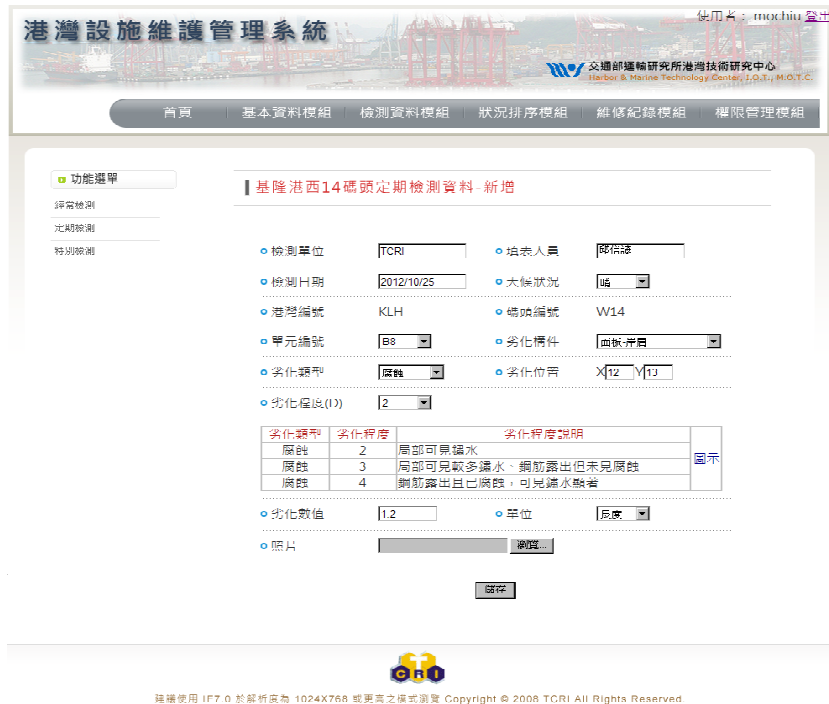 使用者： mochiu 登出
港灣設施維護管理系統
交通部運輸研究所港灣技術研究中心
Harbor & Marine Technology Center, I.O.T., M.O.T.C.
首頁 基本資料模組 檢測資料模組 狀況排序模組 維修紀錄模組 權限管理模組
功能選單
經常檢測
定期檢測
特別檢測
基隆港西14碼頭定期檢測資料-新增
檢測單位 TCRI 填表人員 邱信諺
檢測日期 2012/10/25 天候狀況 晴
港灣編號 KLH 碼頭編號 W14
單元編號 B8 劣化構件 面板-岸肩
劣化類型 腐蝕 劣化位置 X 12 Y 13
劣化程度(D) 2
劣化類型 劣化程度 劣化程度說明
腐蝕 2 局部可見鏽水
圖示
腐蝕 3 局部可見較多鏽水、鋼筋露出但未見腐蝕
腐蝕 4 鋼筋露出且已腐蝕，可見鏽水顯著
劣化數值 1.2 單位 長度
照片 瀏覽...
儲存
TCRI
建議使用 IE7.0 於解析度為 1024X768 或更高之模式瀏覽 Copyright © 2008 TCRI All Rights Reserved.